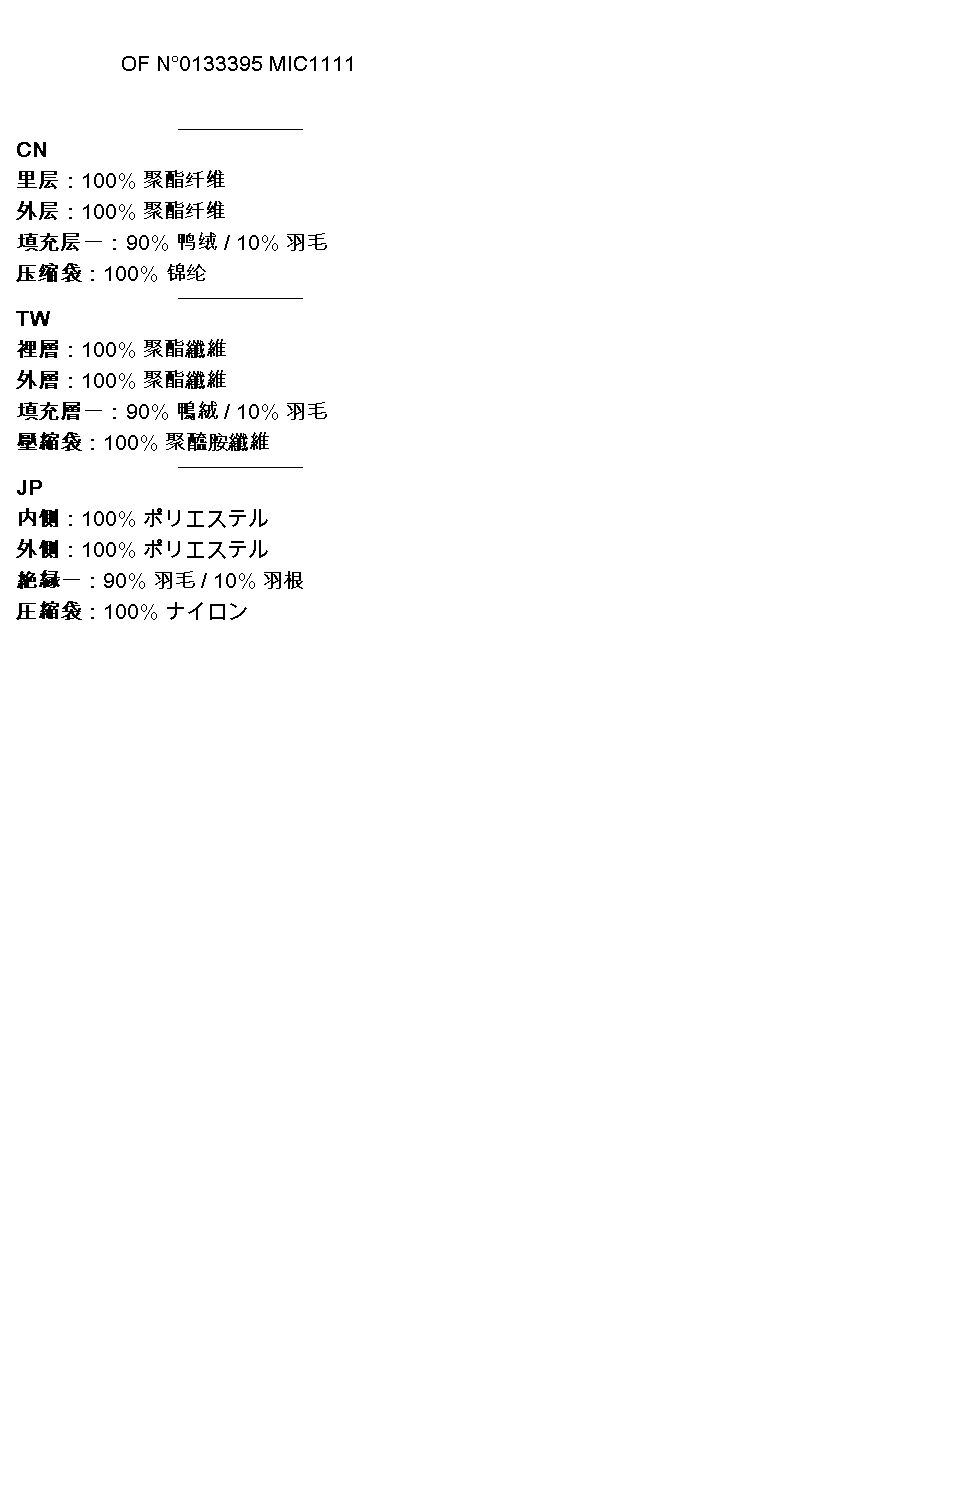 OF N°0133395 MIC1111
CN
里层 : 100% 聚酯纤维
外层 : 100% 聚酯纤维
填充层一 : 90% 鸭绒 / 10% 羽毛
压缩袋 : 100% 锦纶
TW
裡層 : 100% 聚酯纖維
外層 : 100% 聚酯纖維
填充層一 : 90% 鴨絨 / 10% 羽毛
壓縮袋 : 100% 聚醯胺纖維
JP
内側 : 100% ポリエステル
外側 : 100% ポリエステル
絶縁一 : 90% 羽毛 / 10% 羽根
圧縮袋 : 100% ナイロン